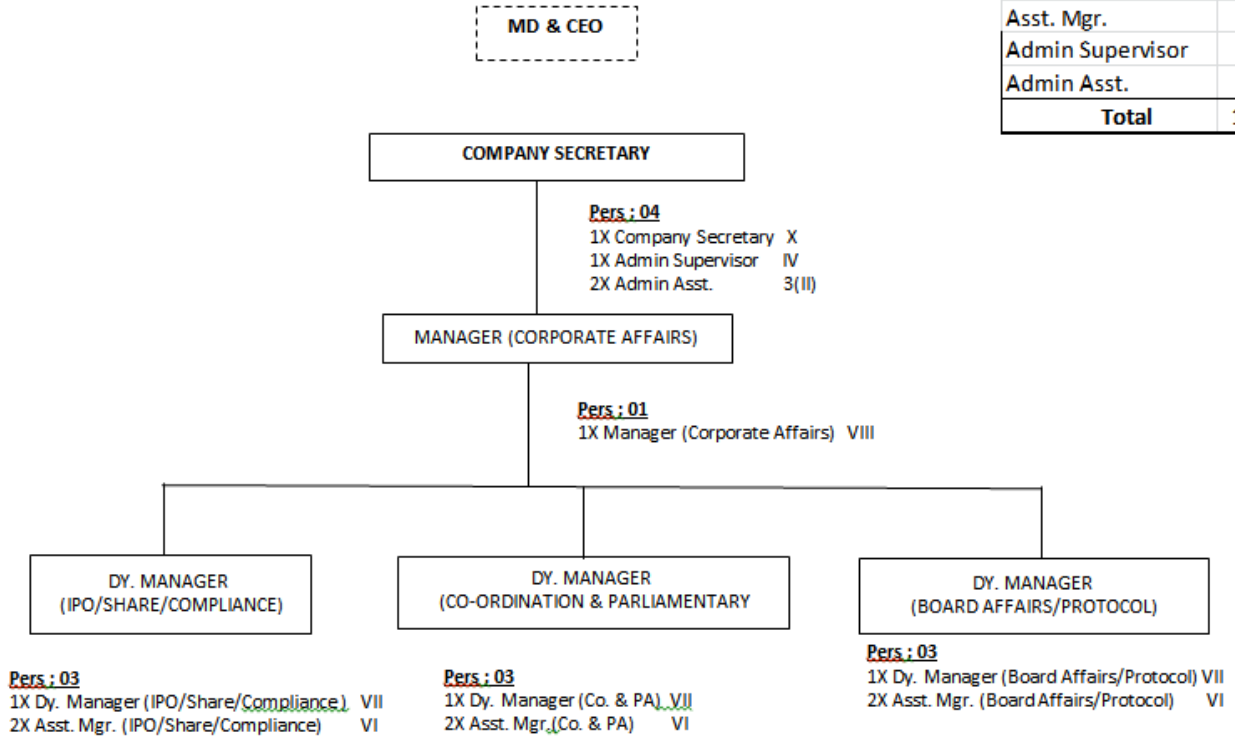 MD & CEO
Asst. Mgr.
Admin Supervisor
Admin Asst.
Total
COMPANY SECRETARY
Pers ; 04
1X Company Secretary X
1X Admin Supervisor IV
2X Admin Asst. 3(II)
MANAGER (CORPORATE AFFAIRS)
Pers ; 01
1X Manager (Corporate Affairs) VIII
DY. MANAGER
(IPO/SHARE/COMPLIANCE)
DY. MANAGER
(CO-ORDINATION & PARLIAMENTARY
DY. MANAGER
(BOARD AFFAIRS/PROTOCOL)
Pers ; 03
1X Dy. Manager (IPO/Share/Compliance) VII
2X Asst. Mgr. (IPO/Share/Compliance) VI
Pers ; 03
1X Dy. Manager (Co. & PA) VII
2X Asst. Mgr. (Co. & PA) VI
Pers ; 03
1X Dy. Manager (Board Affairs/Protocol) VII
2X Asst. Mgr. (Board Affairs/Protocol) VI